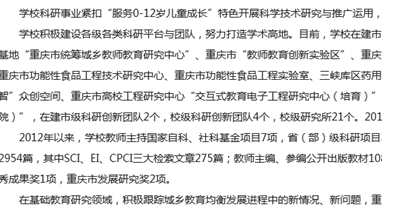 学校科研事业紧扣“服务0-12岁儿童成长”特色开展科学技术研究与推广运用，
学校积极建设各级各类科研平台与团队，努力打造学术高地。目前，学校在建市
基地“重庆市统筹城乡教师教育研究中心”、重庆市“教师教育创新实验区”、重庆
重庆市功能性食品工程技术研究中心、重庆市功能性食品工程实验室、三峡库区药用
智”众创空间、重庆市高校工程研究中心“交互式教育电子工程研究中心（培育）”
院）”，在建市级科研创新团队2个，校级科研创新团队4个，校级研究所21个。201
2012年以来，学校教师主持国家自科、社科基金项目7项，省（部）级科研项目
2954篇，其中SCI、EI、CPCI三大检索文章275篇；教师主编、参编公开出版教材108
秀成果奖1项，重庆市发展研究奖2项。
在基础教育研究领域，积极跟踪城乡教育均衡发展进程中的新情况、新问题，重